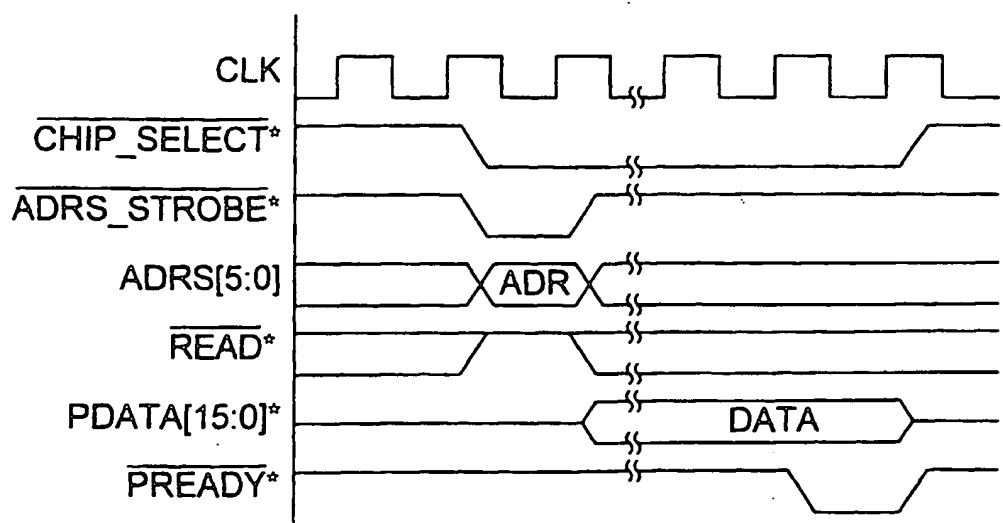 CLK
CHIP_SELECT*
ADRS_STROBE*
ADRS[5:0]
ADR
READ*
PDATA[15:0]*
DATA
PREADY*